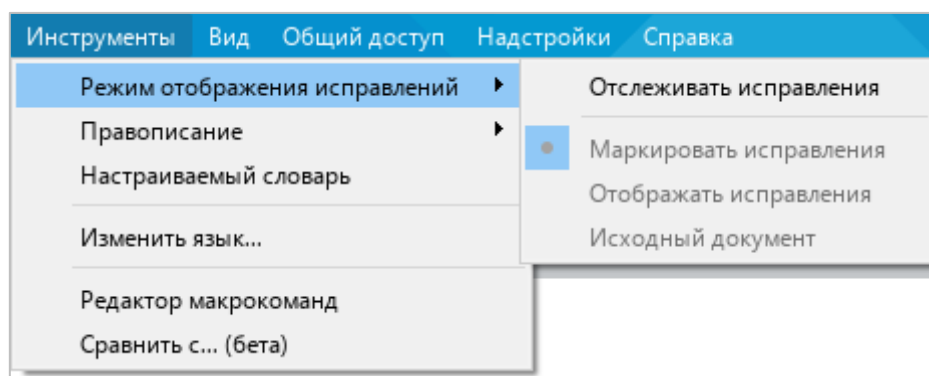 Инструменты Вид Общий доступ Надстройки Справка
Режим отображения исправлений
Правописание
Настраиваемый словарь
Изменить язык...
Редактор макрокоманд
Сравнить с... (бета)
Отслеживать исправления
Маркировать исправления
Отображать исправления
Исходный документ